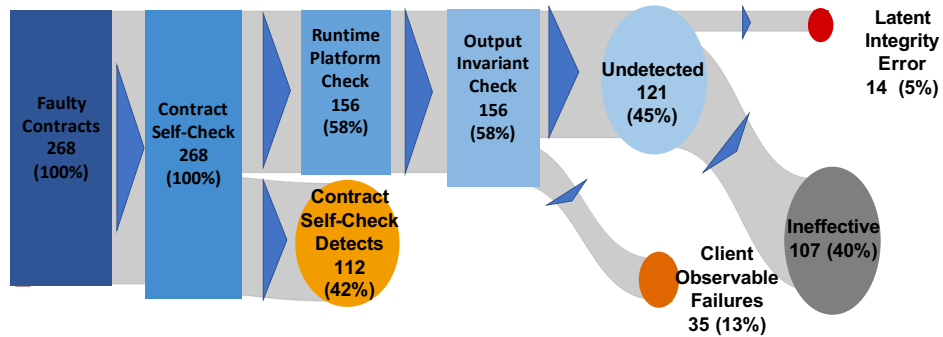 Faulty
Contracts
268
(100%)
Contract
Self-Check
268
(100%)
Runtime
Platform
Check
156
(58%)
Output
Invariant
Check
156
(58%)
Undetected
121
(45%)
Latent
Integrity
Error
14 (5%)
Contract
Self-Check
Detects
112
(42%)
Client
Observable
Failures
35 (13%)
Ineffective
107 (40%)